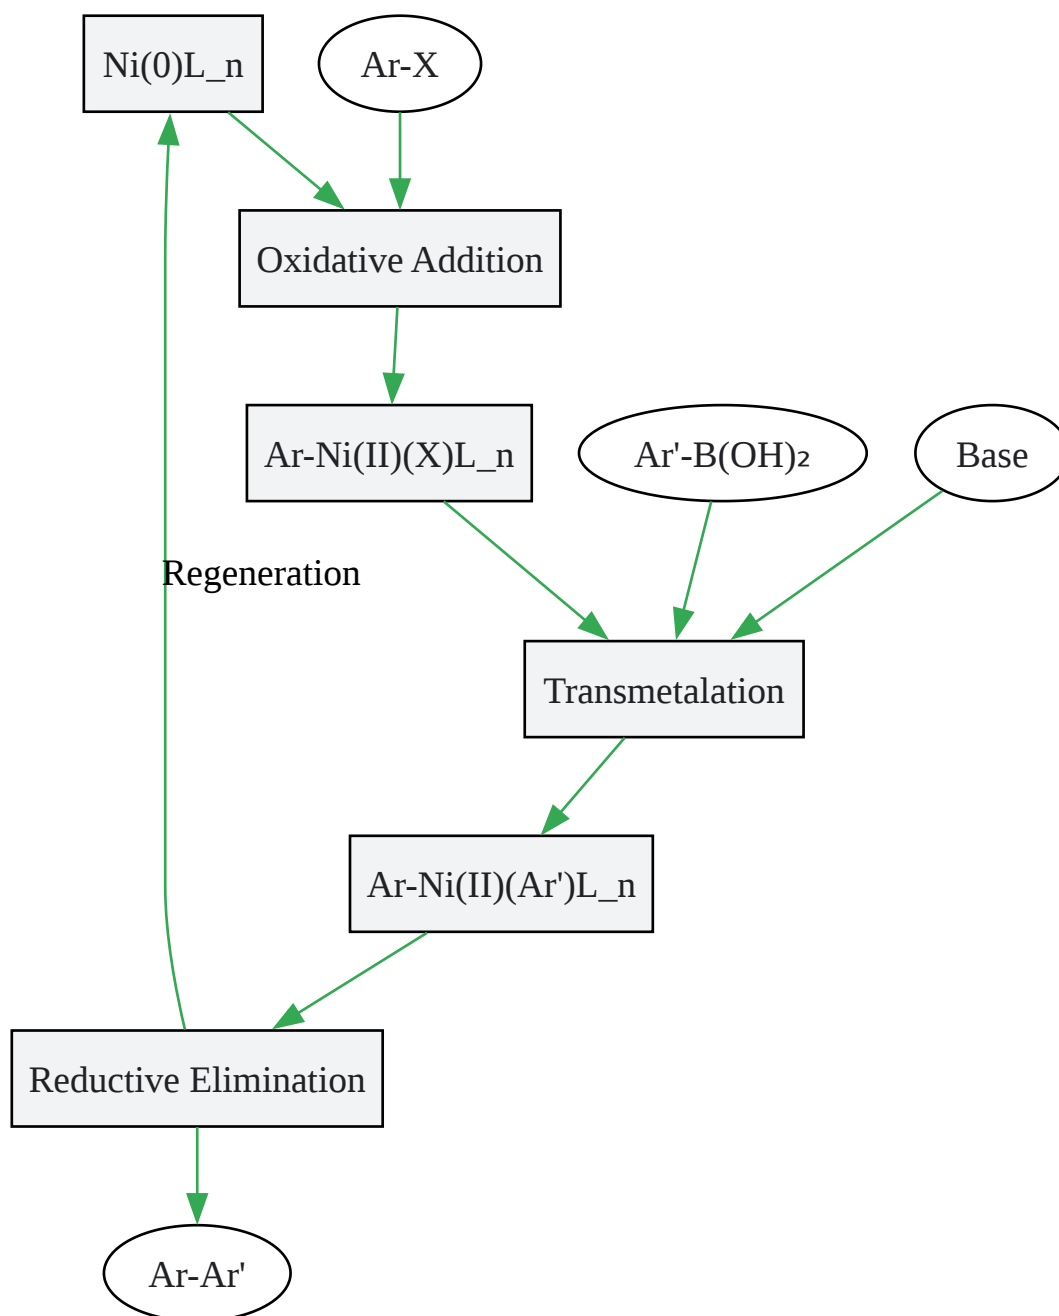 Ni(0)L_n
Ar-X
Oxidative Addition
Ar-Ni(II)(X)L_n
Ar'-B(OH)₂
Base
Regeneration
Transmetalation
Ar-Ni(II)(Ar')L_n
Reductive Elimination
Ar-Ar'